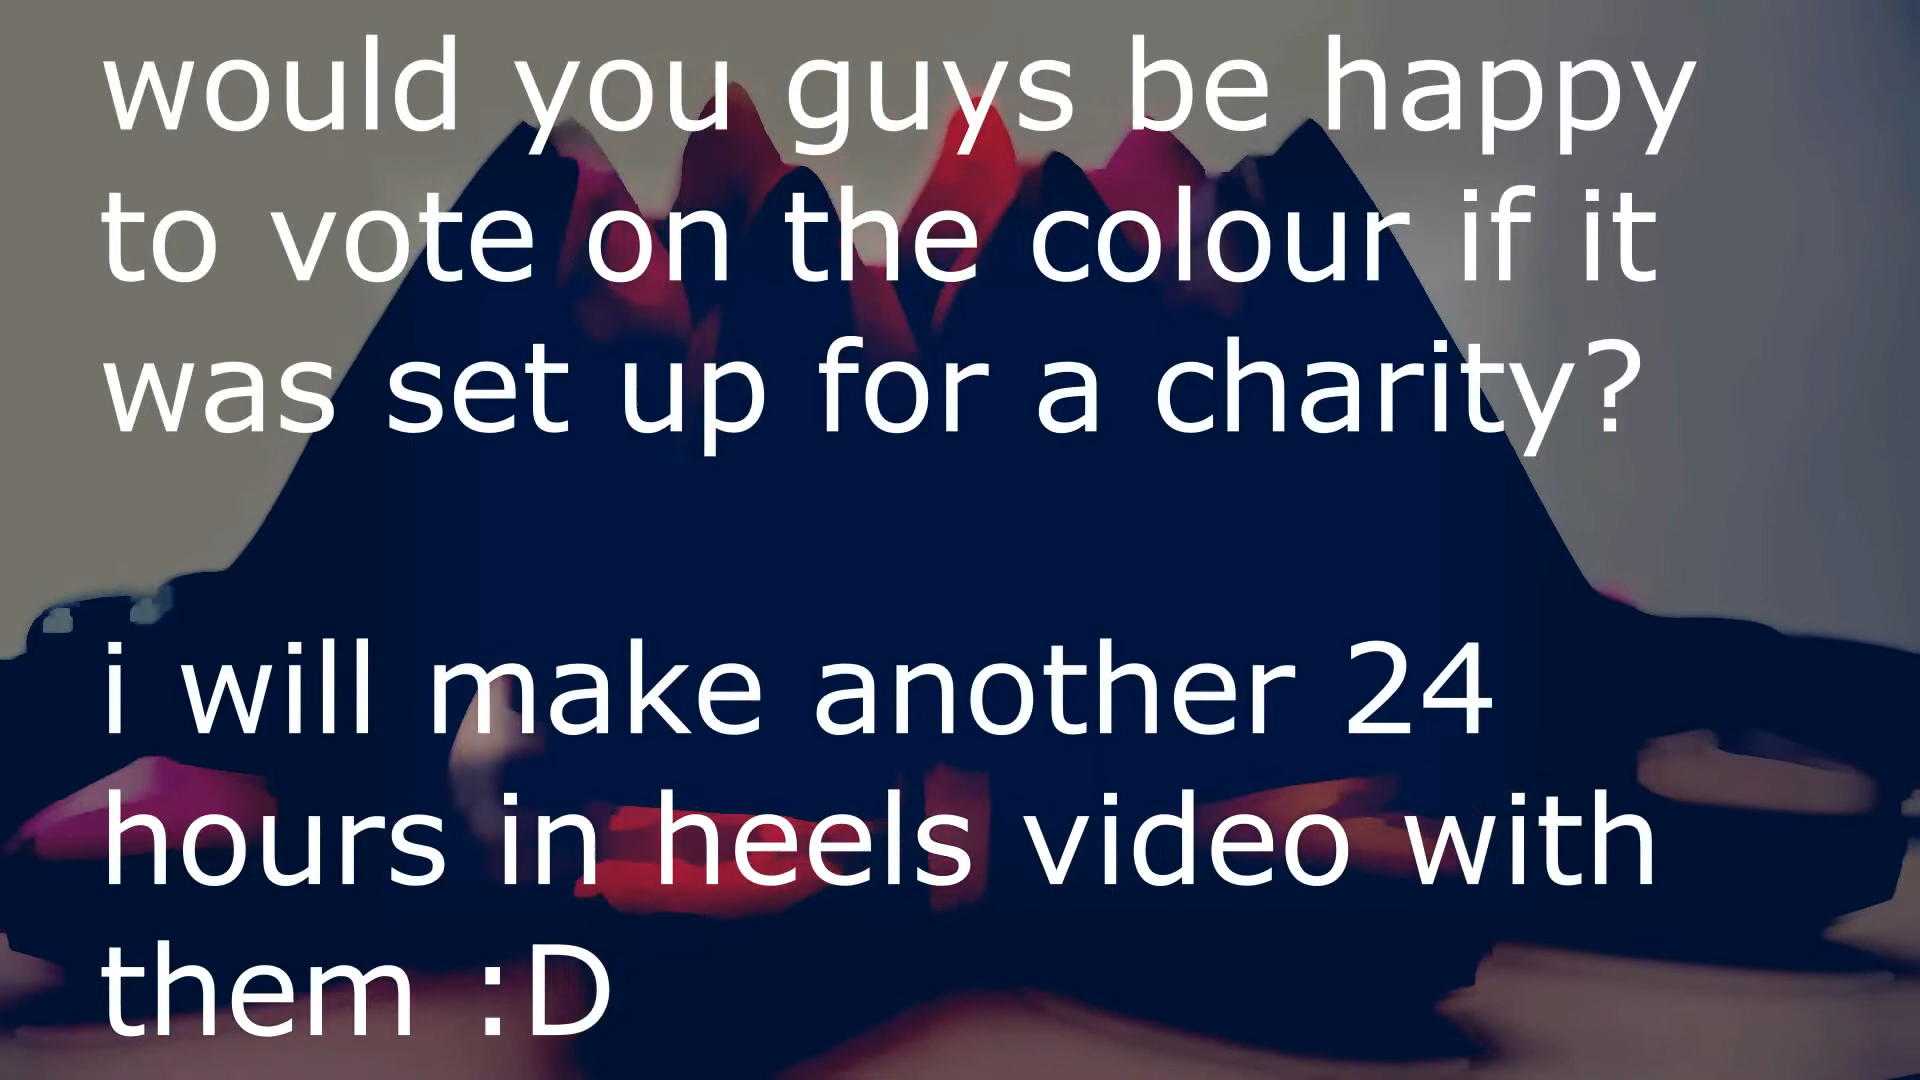 would you guys be happy
to vote on the colour if it
was set up for a charity?
i will make another 24
hours in heels video with
them :D